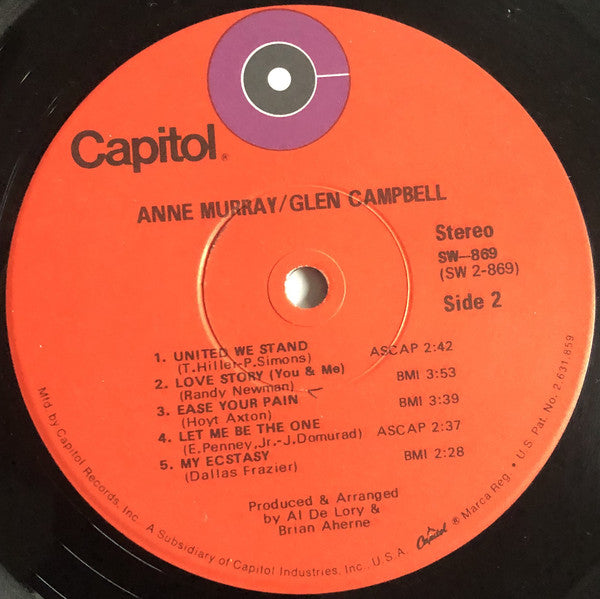 Capitol®
ANNE MURRAY/GLEN CAMPBELL
Stereo
SW-869
(SW 2-869)
Side 2
1. UNITED WE STAND ASCAP 2:42
(T.Hiller-P.Simons)
2. LOVE STORY (You & Me) BMI 3:53
(Randy Newman)
3. EASE YOUR PAIN BMI 3:39
(Hoyt Axton)
4. LET ME BE THE ONE ASCAP 2:37
(E.Penney,Jr.-J.Domurad)
5. MY ECSTASY BMI 2:28
(Dallas Frazier)
Produced & Arranged
by Al De Lory &
Brian Aherne
Mfd by Capitol Records, Inc. A Subsidiary of Capitol Industries, Inc., U.S.A. Capitol ® Marca Reg. • U.S. Pat. No. 2,631,859